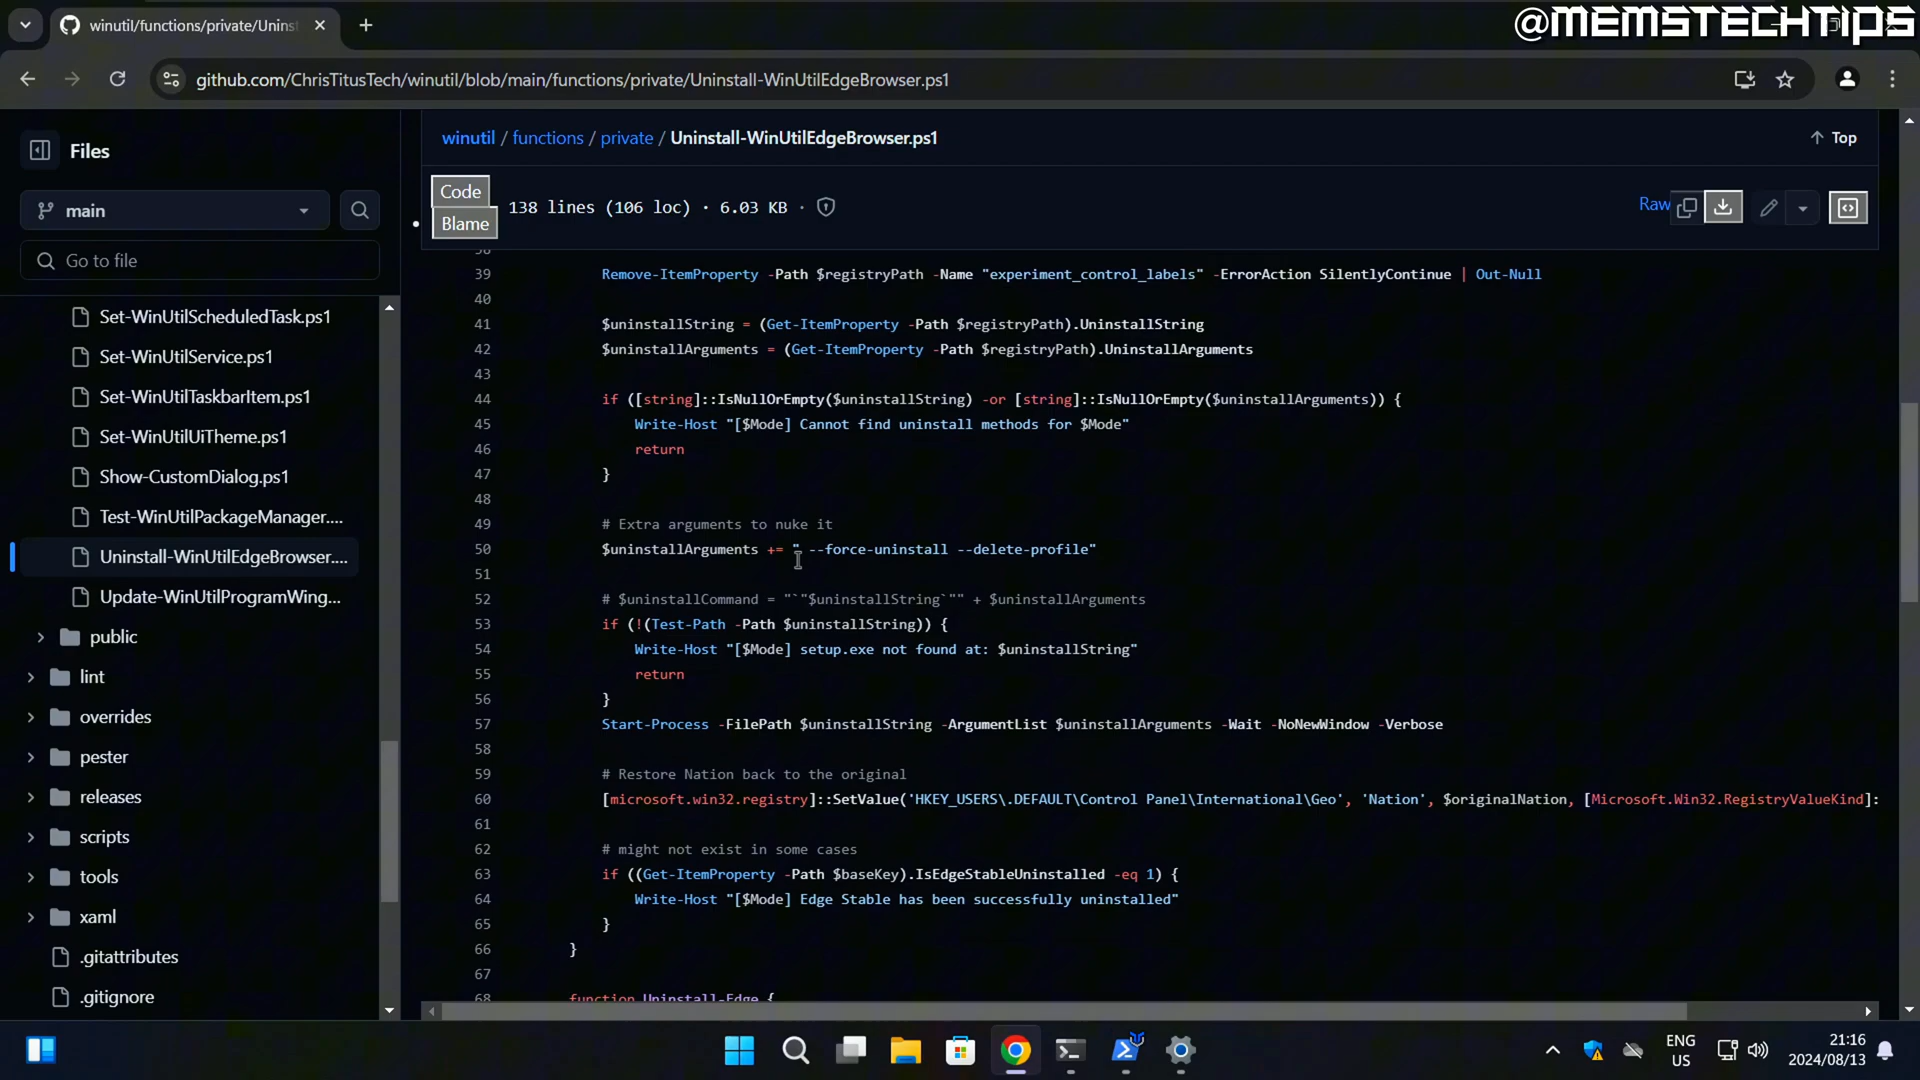 winutil/functions/private/Unins
@MEMSTECHTIPS
github.com/ChrisTitusTech/winutil/blob/main/functions/private/Uninstall-WinUtilEdgeBrowser.ps1
Files
main
Go to file
Set-WinUtilScheduledTask.ps1
Set-WinUtilService.ps1
Set-WinUtilTaskbarItem.ps1
Set-WinUtilUiTheme.ps1
Show-CustomDialog.ps1
Test-WinUtilPackageManager....
Uninstall-WinUtilEdgeBrowser....
Update-WinUtilProgramWing...
public
lint
overrides
pester
releases
scripts
tools
xaml
.gitattributes
.gitignore
winutil / functions / private / Uninstall-WinUtilEdgeBrowser.ps1
Top
Code
Blame
138 lines (106 loc) · 6.03 KB ·
Raw
38
39 Remove-ItemProperty -Path $registryPath -Name "experiment_control_labels" -ErrorAction SilentlyContinue | Out-Null
40
41 $uninstallString = (Get-ItemProperty -Path $registryPath).UninstallString
42 $uninstallArguments = (Get-ItemProperty -Path $registryPath).UninstallArguments
43
44 if ([string]::IsNullOrEmpty($uninstallString) -or [string]::IsNullOrEmpty($uninstallArguments)) {
45 Write-Host "[$Mode] Cannot find uninstall methods for $Mode"
46 return
47 }
48
49 # Extra arguments to nuke it
50 $uninstallArguments += " --force-uninstall --delete-profile"
51
52 # $uninstallCommand = "`"$uninstallString`"" + $uninstallArguments
53 if (!(Test-Path -Path $uninstallString)) {
54 Write-Host "[$Mode] setup.exe not found at: $uninstallString"
55 return
56 }
57 Start-Process -FilePath $uninstallString -ArgumentList $uninstallArguments -Wait -NoNewWindow -Verbose
58
59 # Restore Nation back to the original
60 [microsoft.win32.registry]::SetValue('HKEY_USERS\.DEFAULT\Control Panel\International\Geo', 'Nation', $originalNation, [Microsoft.Win32.RegistryValueKind]:
61
62 # might not exist in some cases
63 if ((Get-ItemProperty -Path $baseKey).IsEdgeStableUninstalled -eq 1) {
64 Write-Host "[$Mode] Edge Stable has been successfully uninstalled"
65 }
66 }
67
68 function Uninstall-Edge {
ENG
US
21:16
2024/08/13